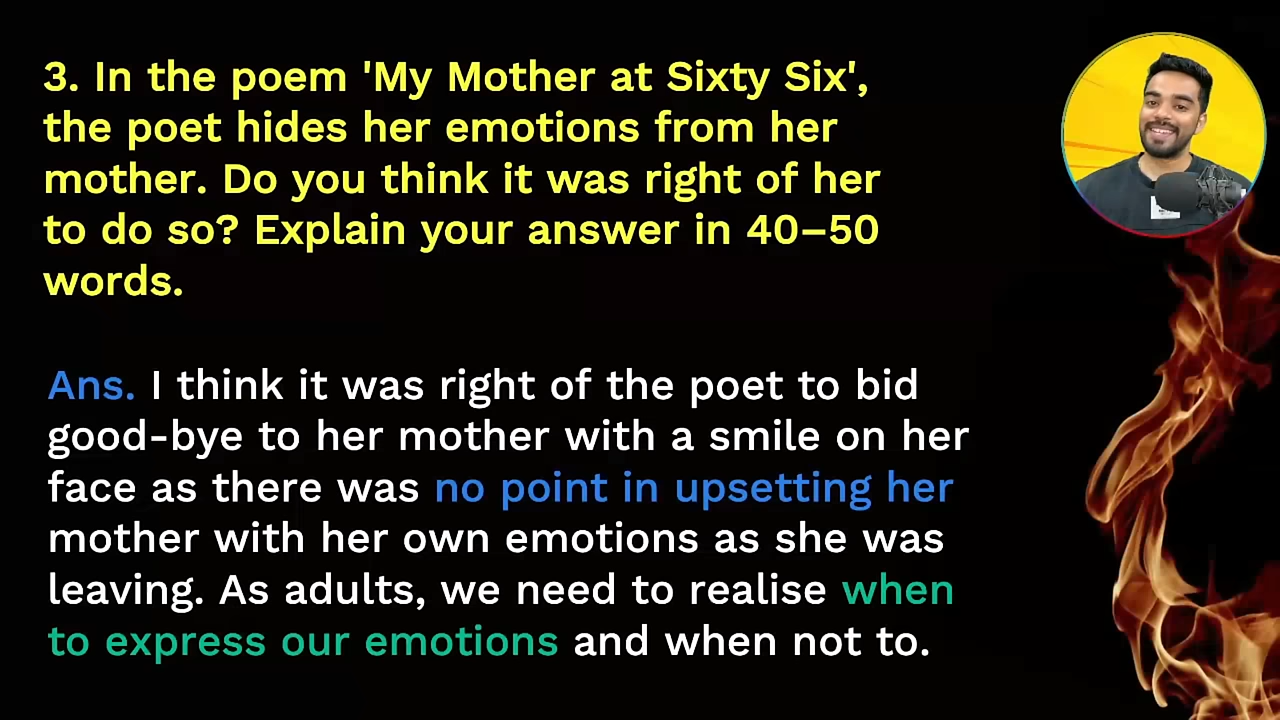 3. In the poem 'My Mother at Sixty Six',
the poet hides her emotions from her
mother. Do you think it was right of her
to do so? Explain your answer in 40–50
words.
Ans. I think it was right of the poet to bid
good-bye to her mother with a smile on her
face as there was no point in upsetting her
mother with her own emotions as she was
leaving. As adults, we need to realise when
to express our emotions and when not to.